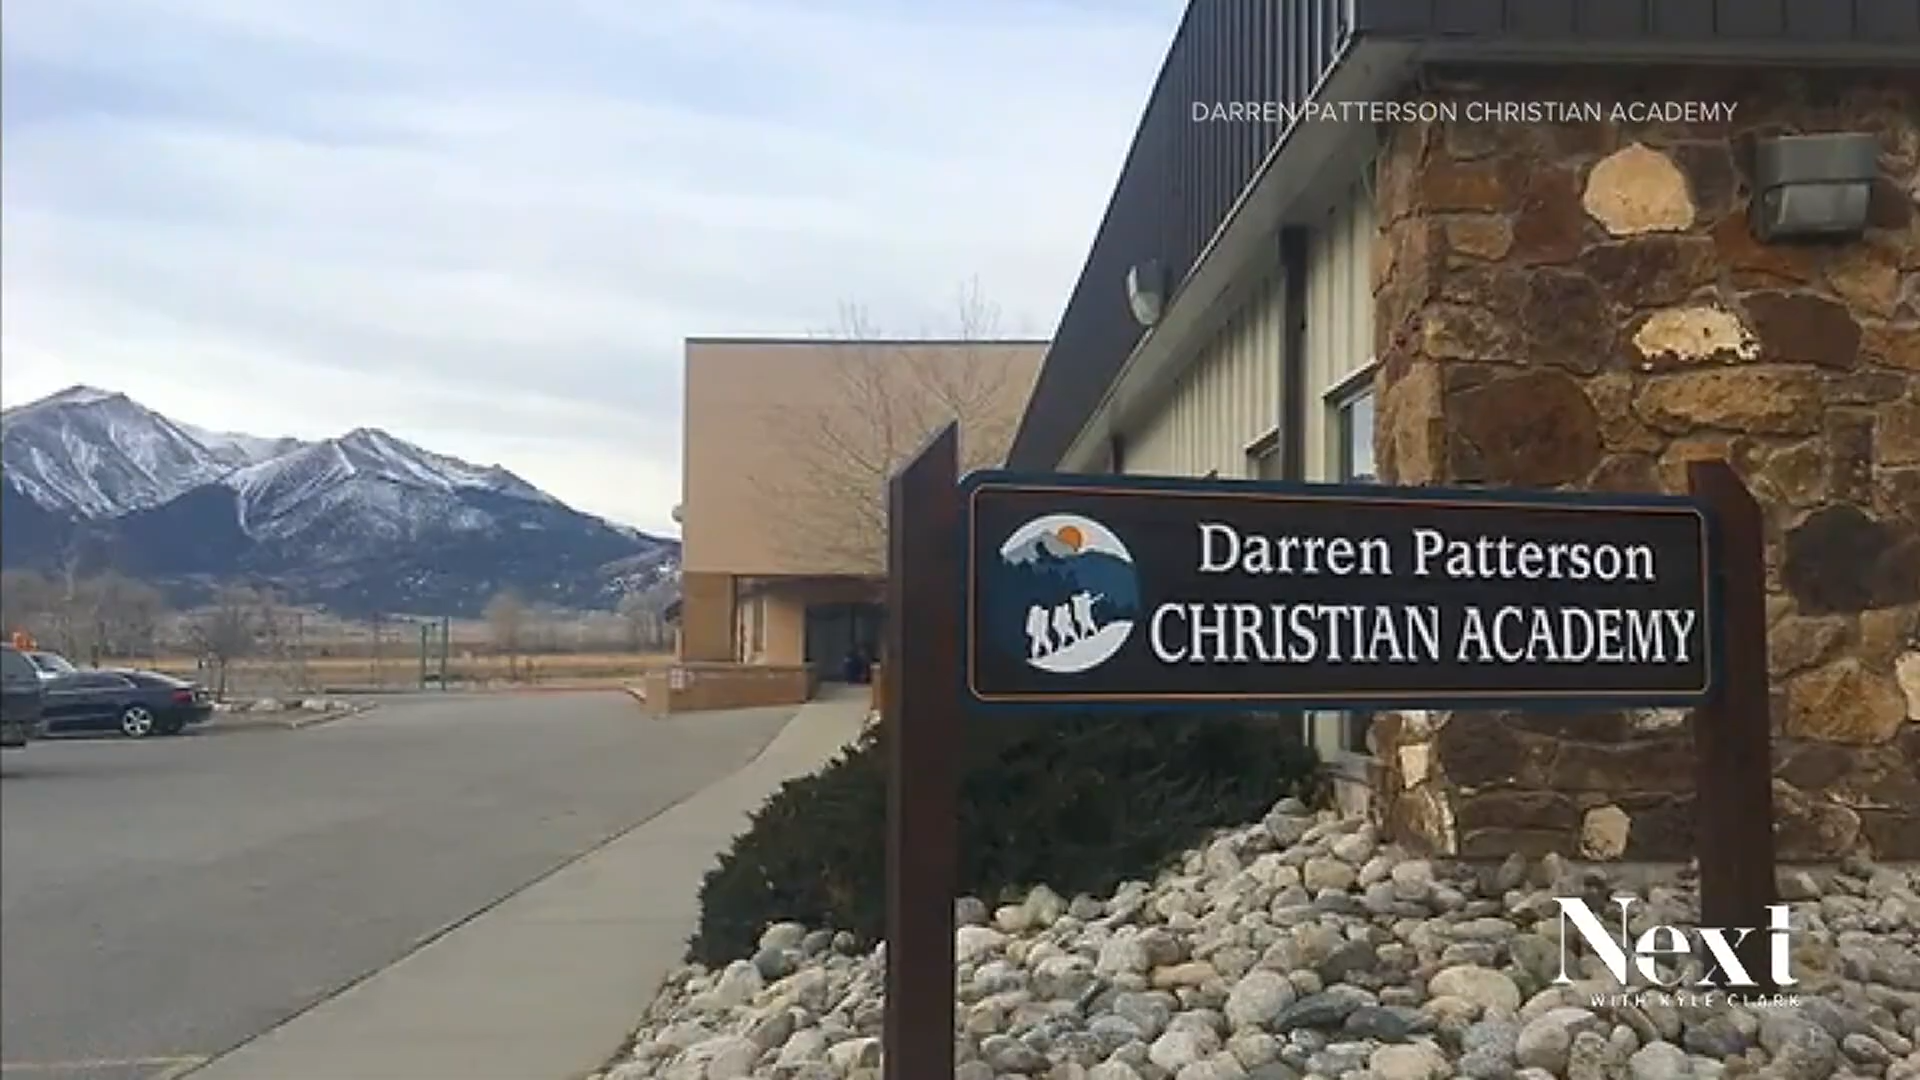 DARREN PATTERSON CHRISTIAN ACADEMY
Darren Patterson
CHRISTIAN ACADEMY
Next
WITH KYLE CLARK